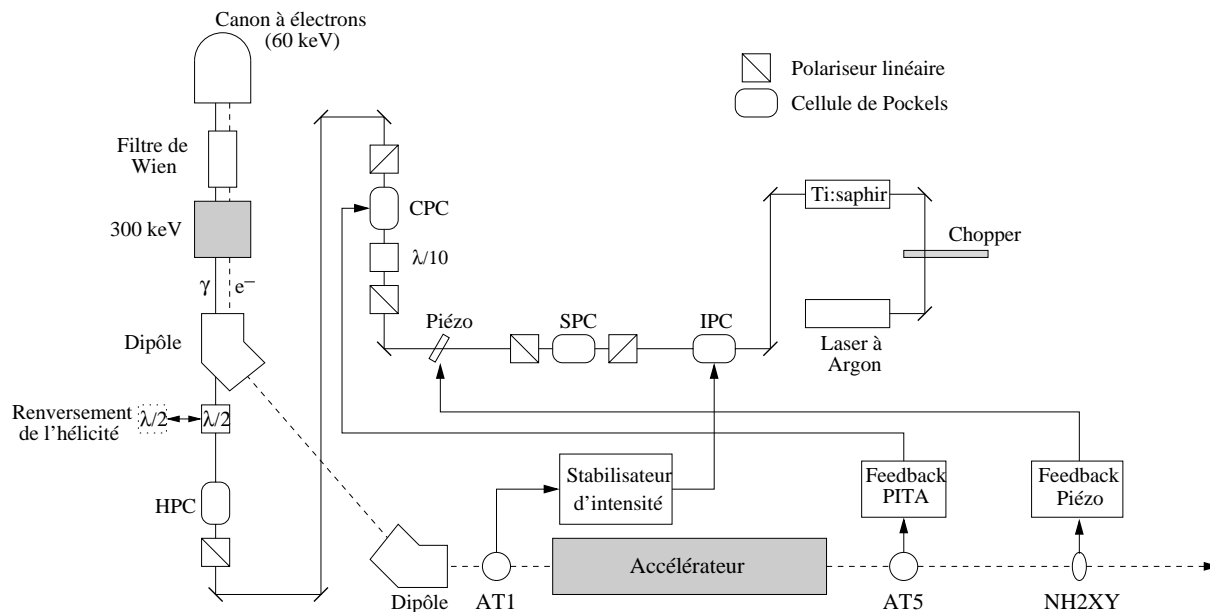 Canon à électrons
(60 keV)
Polariseur linéaire
Cellule de Pockels
Filtre de
Wien
300 keV
CPC
λ/10
Ti:saphir
Chopper
γ
e−
Dipôle
Piézo
SPC
IPC
Laser à
Argon
Renversement
de l'hélicité
λ/2
λ/2
HPC
Stabilisateur
d'intensité
Feedback
PITA
Feedback
Piézo
Accélérateur
Dipôle
AT1
AT5
NH2XY